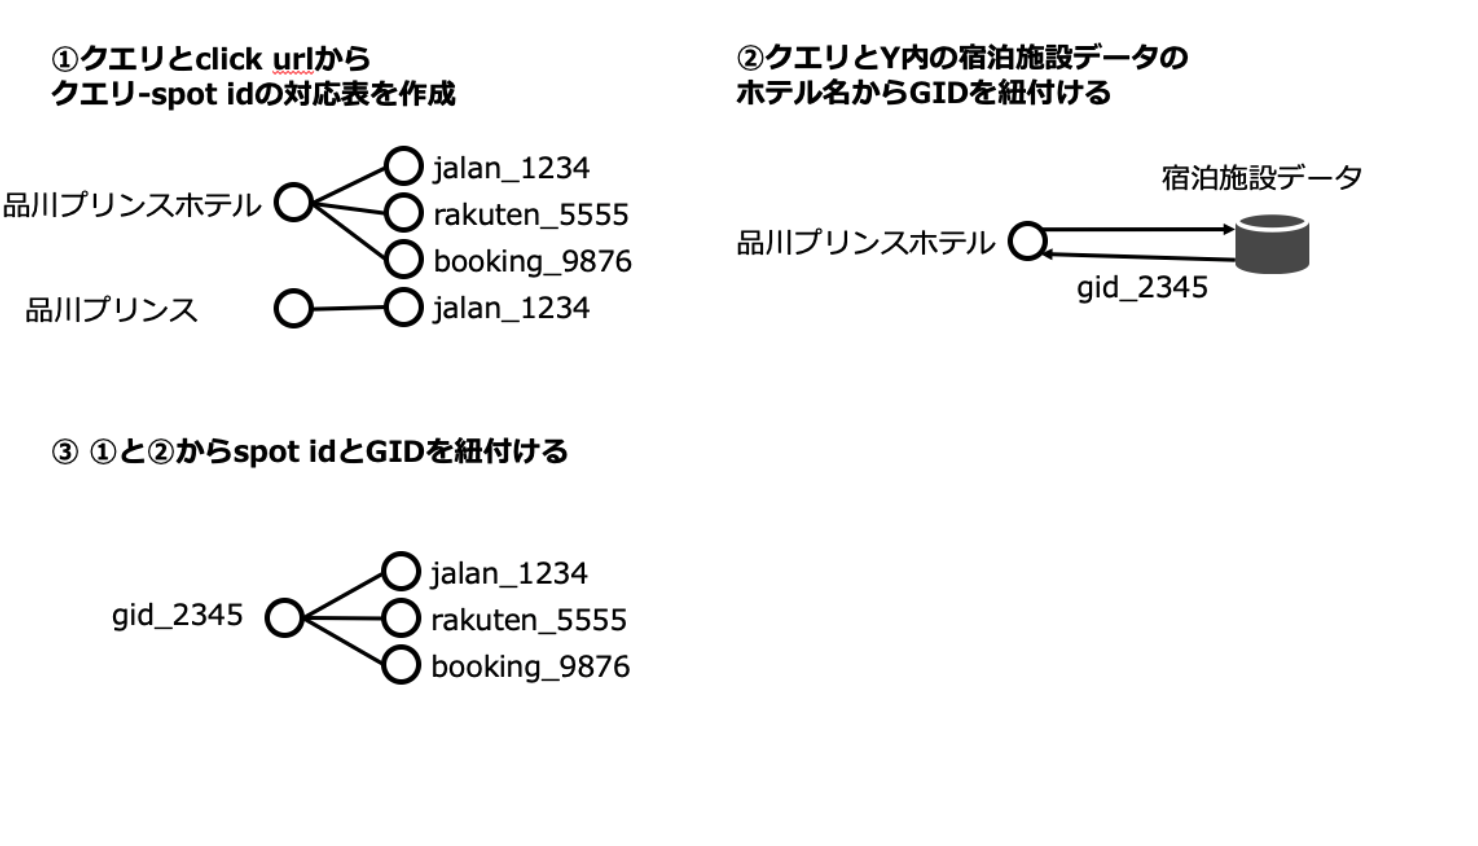 ①クエリとclick urlから
クエリ-spot idの対応表を作成
品川プリンスホテル
jalan_1234
rakuten_5555
booking_9876
品川プリンス
jalan_1234
②クエリとY内の宿泊施設データの
ホテル名からGIDを紐付ける
宿泊施設データ
品川プリンスホテル
gid_2345
③ ①と②からspot idとGIDを紐付ける
gid_2345
jalan_1234
rakuten_5555
booking_9876